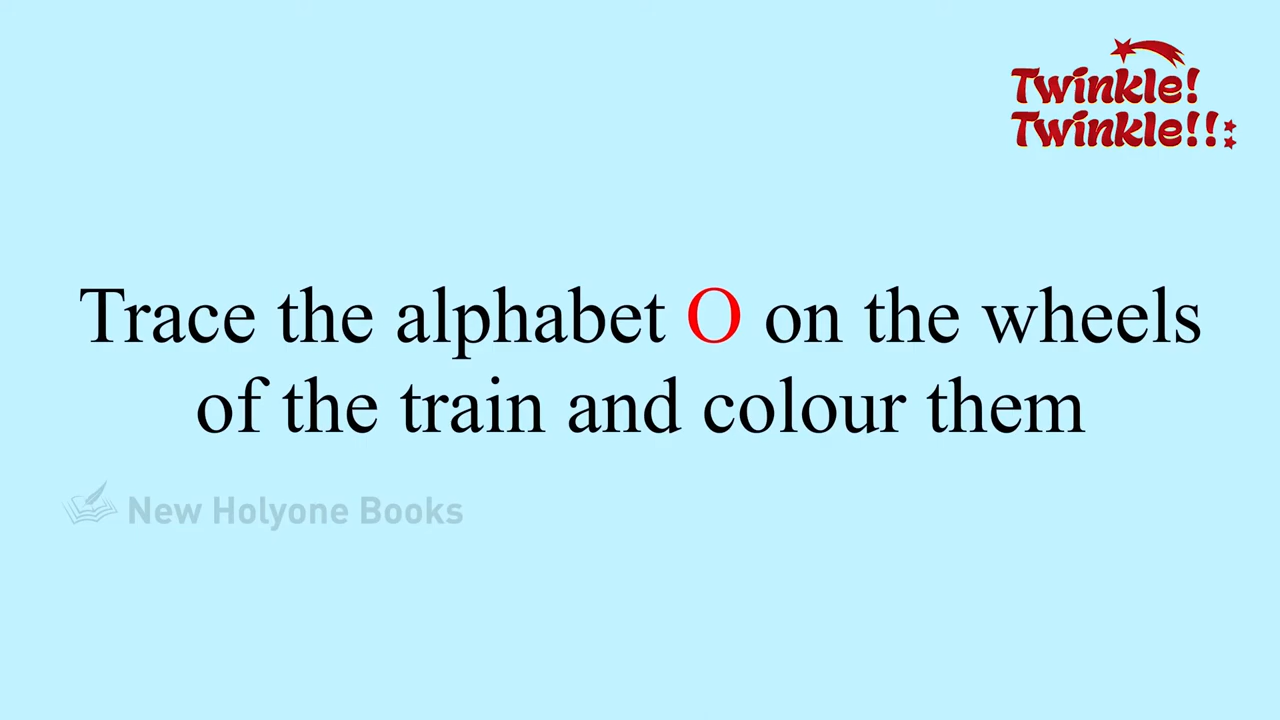 Twinkle!
Twinkle!!
Trace the alphabet O on the wheels
of the train and colour them
New Holyone Books